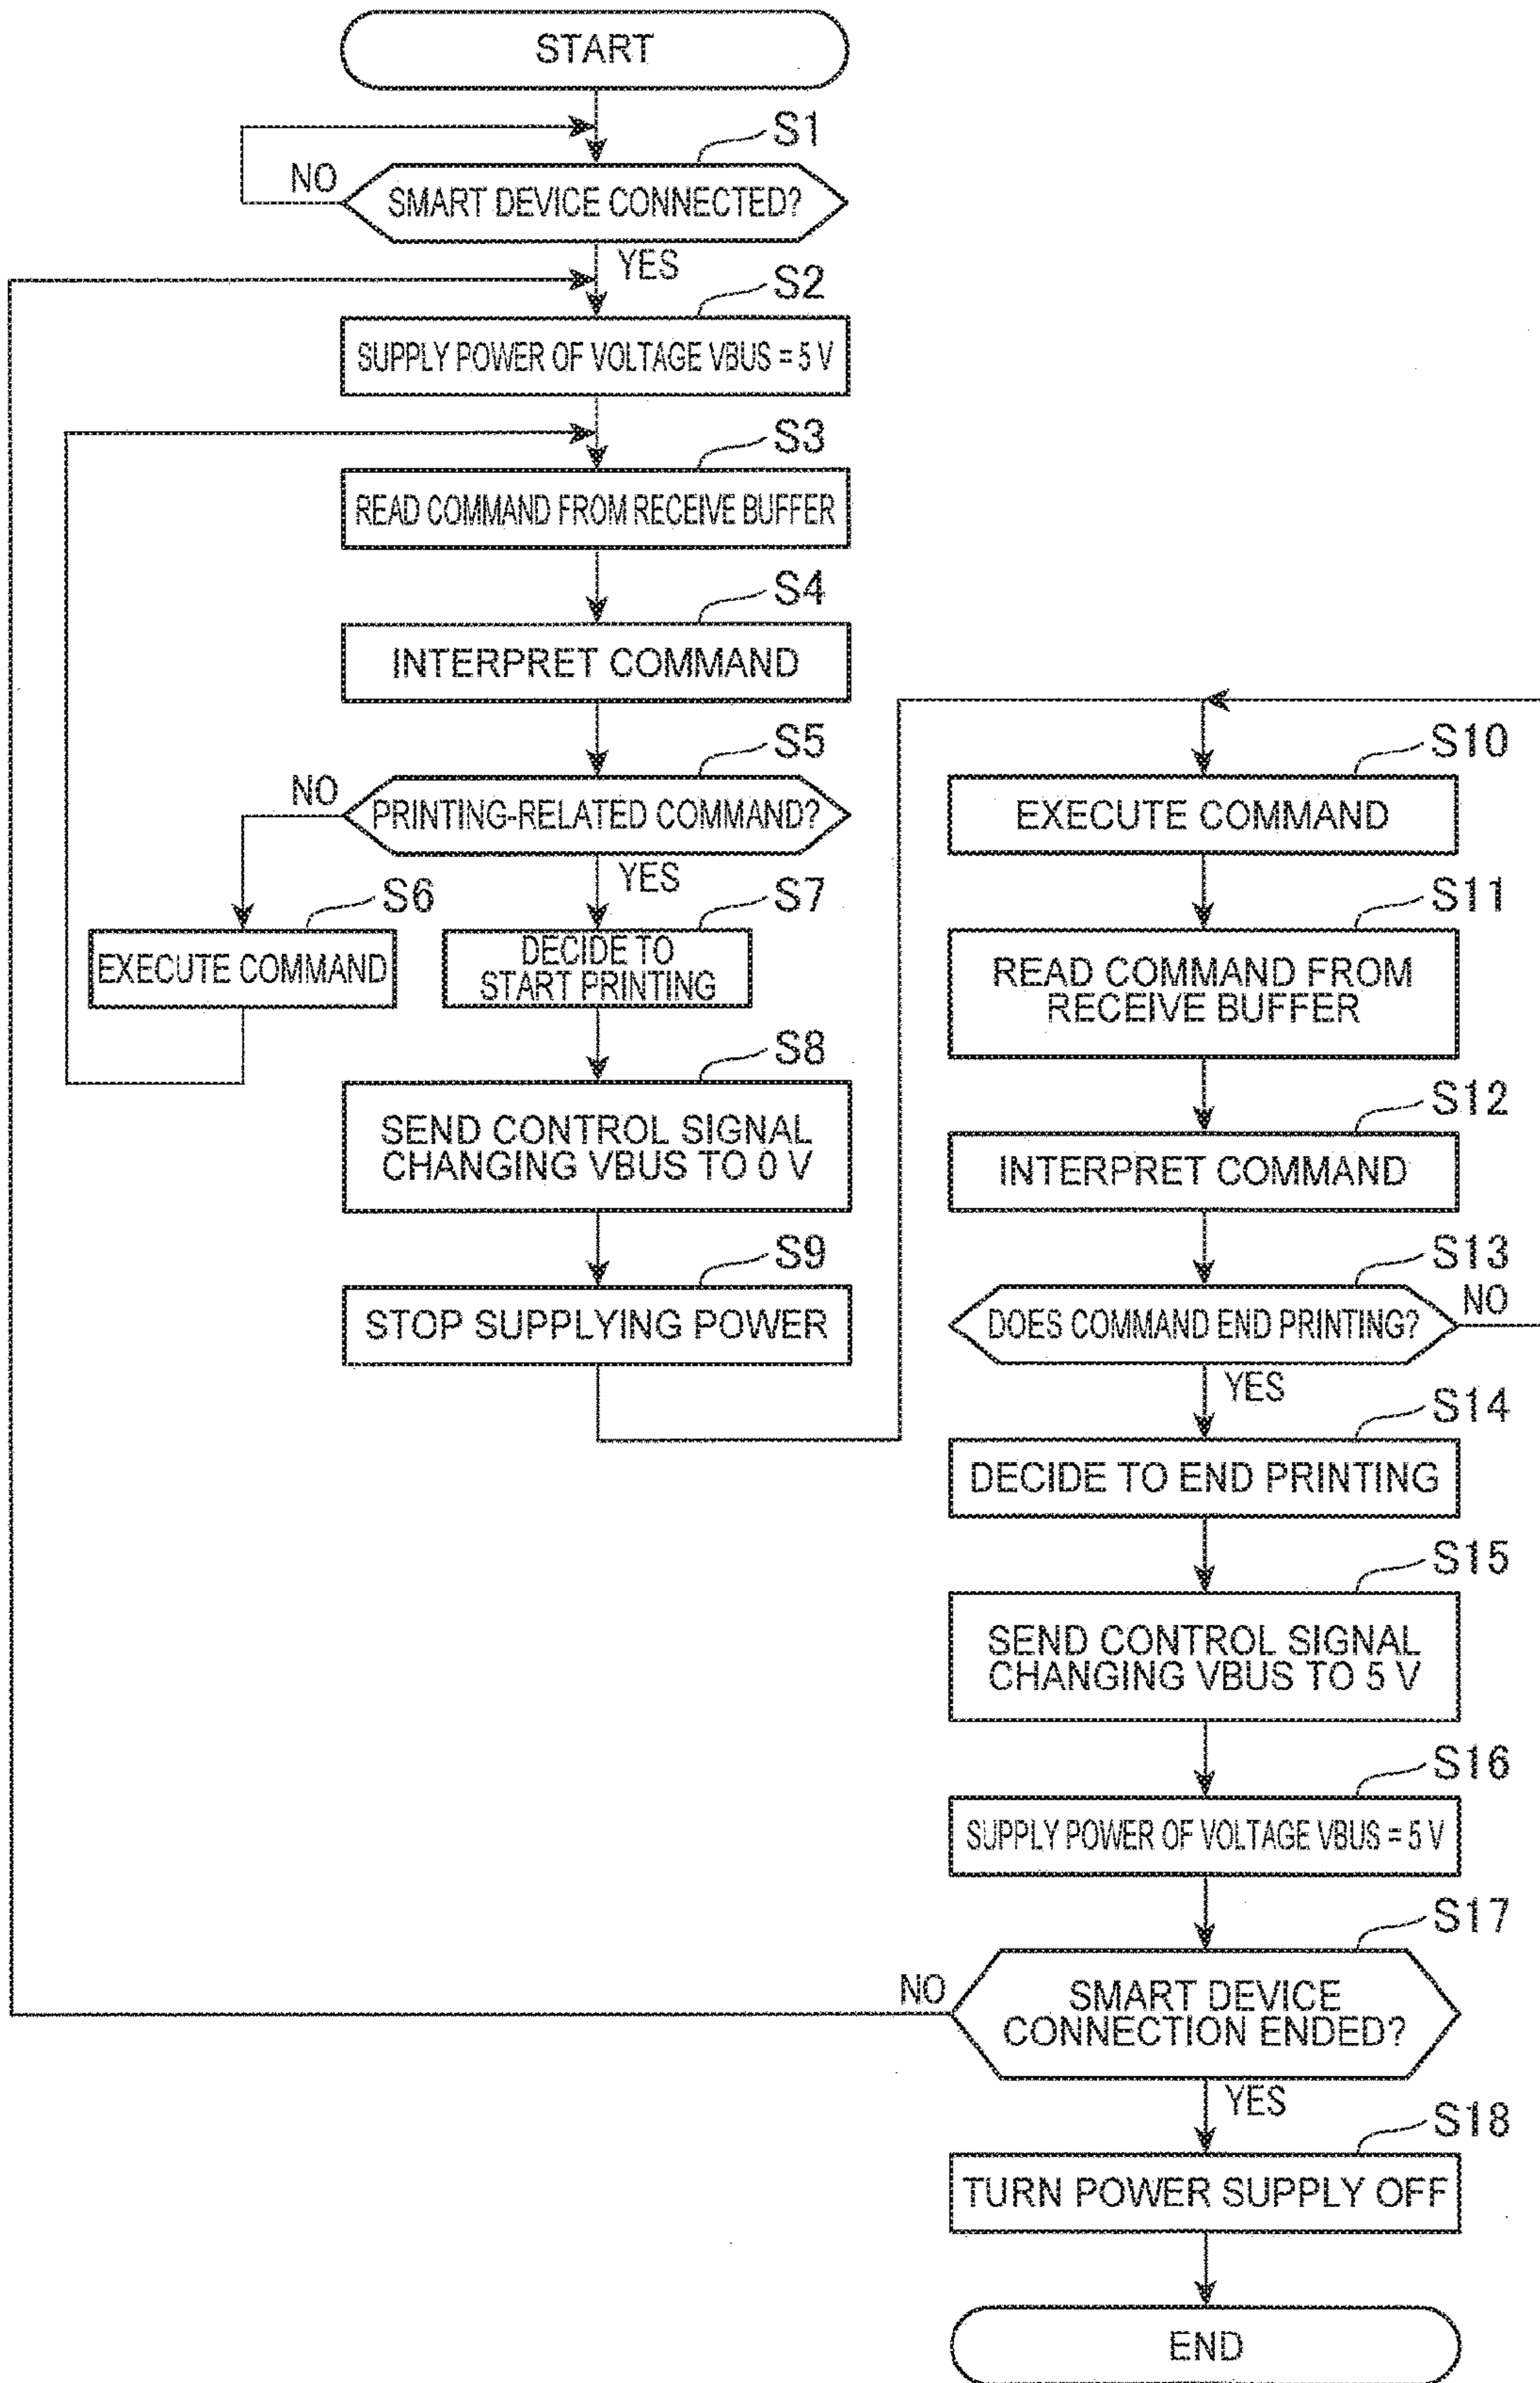 START
S1
NO
SMART DEVICE CONNECTED?
YES
S2
SUPPLY POWER OF VOLTAGE VBUS = 5 V
S3
READ COMMAND FROM RECEIVE BUFFER
S4
INTERPRET COMMAND
S5
NO
PRINTING-RELATED COMMAND?
YES
S6
EXECUTE COMMAND
S7
DECIDE TO
START PRINTING
S8
SEND CONTROL SIGNAL
CHANGING VBUS TO 0 V
S9
STOP SUPPLYING POWER
S10
EXECUTE COMMAND
S11
READ COMMAND FROM
RECEIVE BUFFER
S12
INTERPRET COMMAND
S13
DOES COMMAND END PRINTING?
NO
YES
S14
DECIDE TO END PRINTING
S15
SEND CONTROL SIGNAL
CHANGING VBUS TO 5 V
S16
SUPPLY POWER OF VOLTAGE VBUS = 5 V
S17
NO
SMART DEVICE
CONNECTION ENDED?
YES
S18
TURN POWER SUPPLY OFF
END